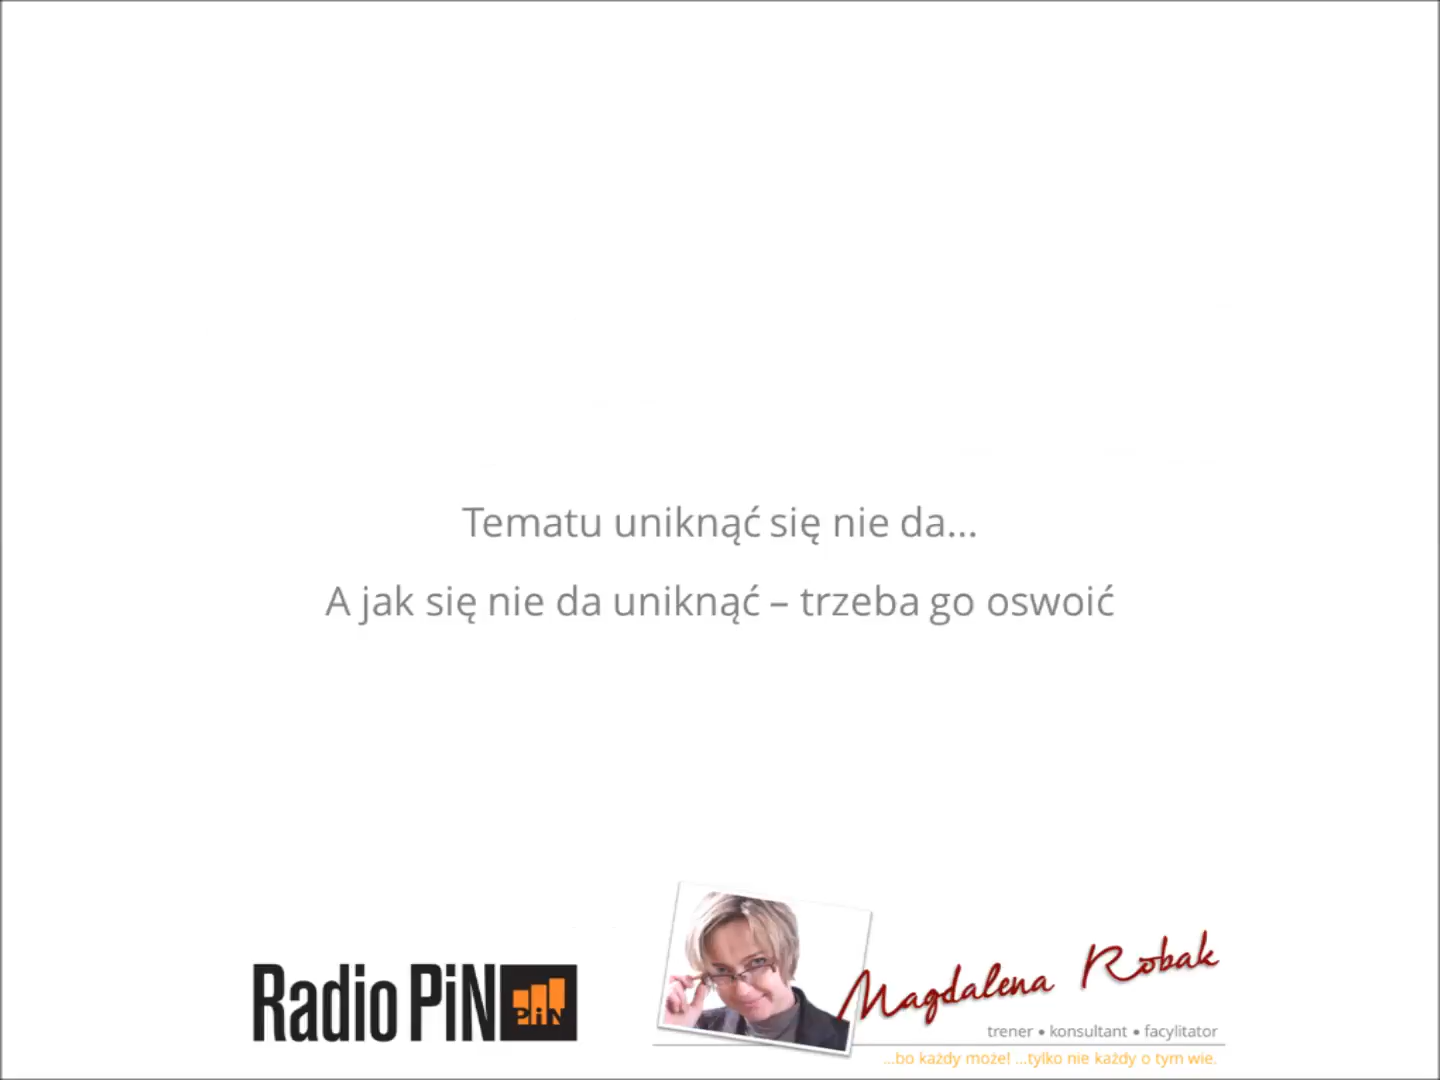 Tematu uniknąć się nie da...
A jak się nie da uniknąć – trzeba go oswoić
Radio PiN PiN
Magdalena Robak
trener • konsultant • facylitator
...bo każdy może! ...tylko nie każdy o tym wie.